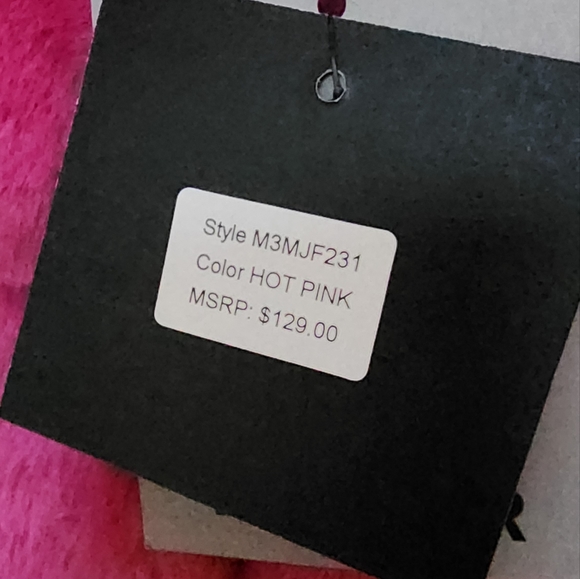 Style M3MJF231
Color HOT PINK
MSRP: $129.00
R